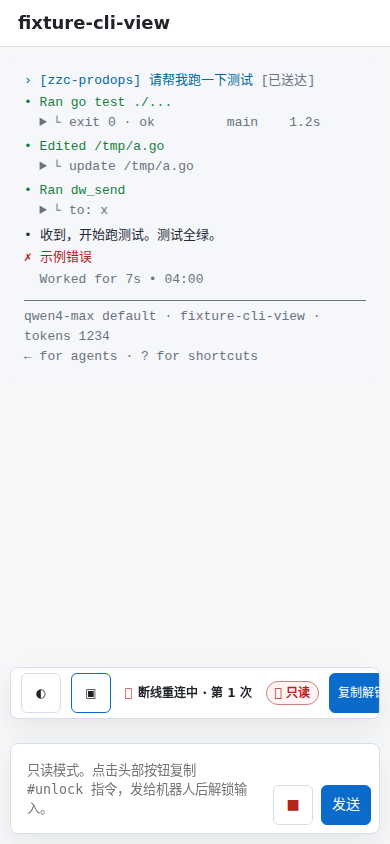 fixture-cli-view
› [zzc-prodops] 请帮我跑一下测试 [已送达]
• Ran go test ./...
▶ └ exit 0 · ok main 1.2s
• Edited /tmp/a.go
▶ └ update /tmp/a.go
• Ran dw_send
▶ └ to: x
• 收到，开始跑测试。测试全绿。
✗ 示例错误
Worked for 7s • 04:00
qwen4-max default · fixture-cli-view ·
tokens 1234
← for agents · ? for shortcuts
断线重连中 · 第 1 次 只读 复制解
只读模式。点击头部按钮复制
#unlock 指令，发给机器人后解锁输
入。
发送